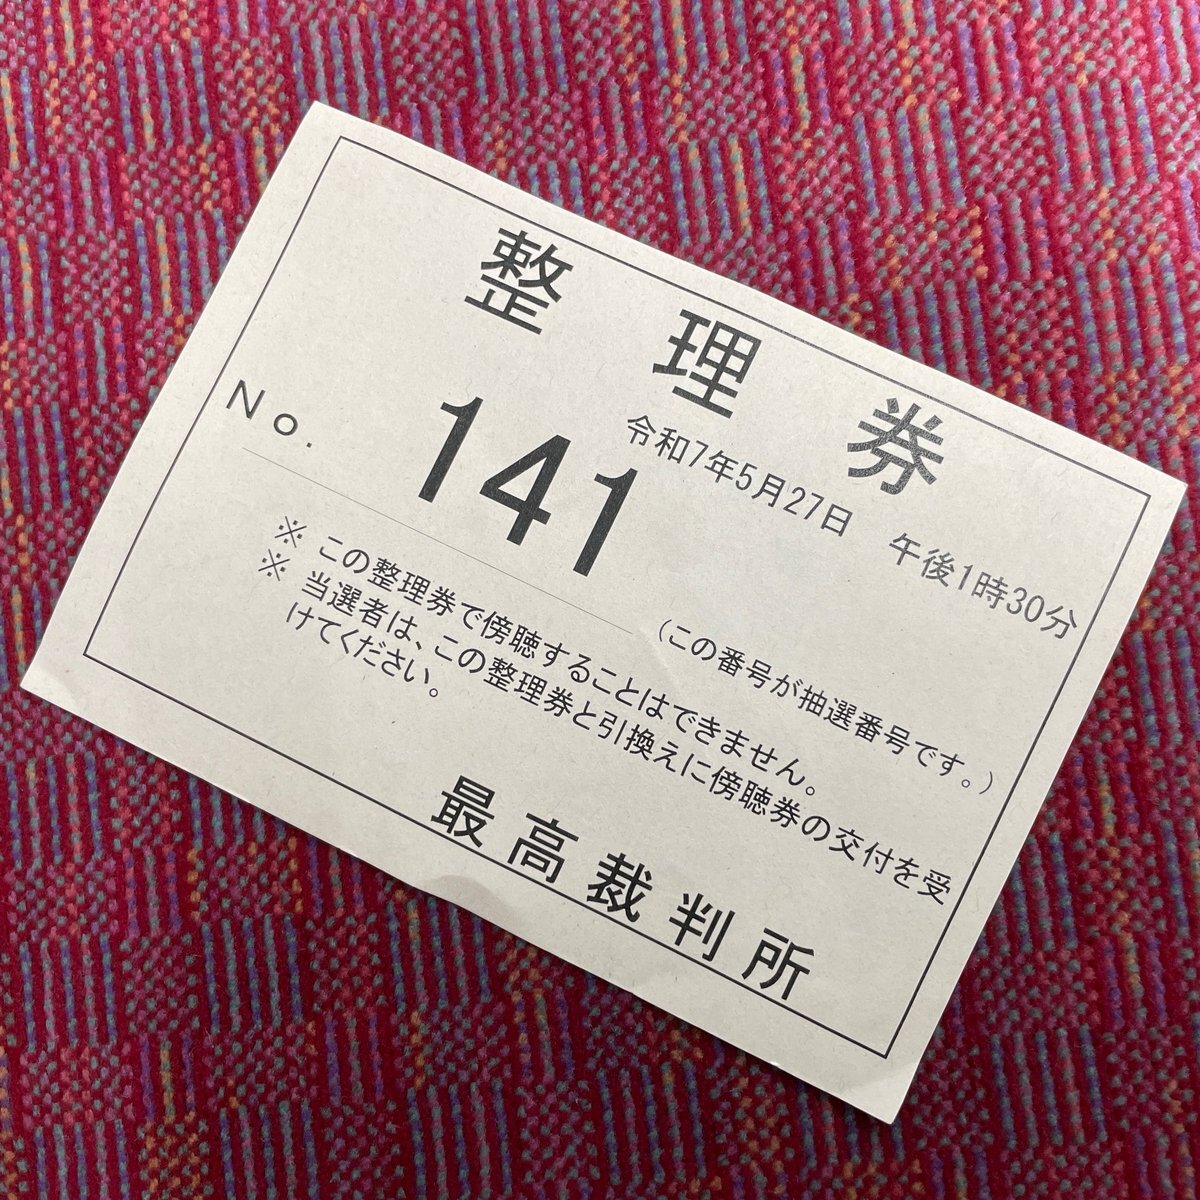 整理券
令和7年5月27日 午後1時30分
No. 141
(この番号が抽選番号です。)
※ この整理券で傍聴することはできません。
※ 当選者は、この整理券と引換えに傍聴券の交付を受
けてください。
最高裁判所